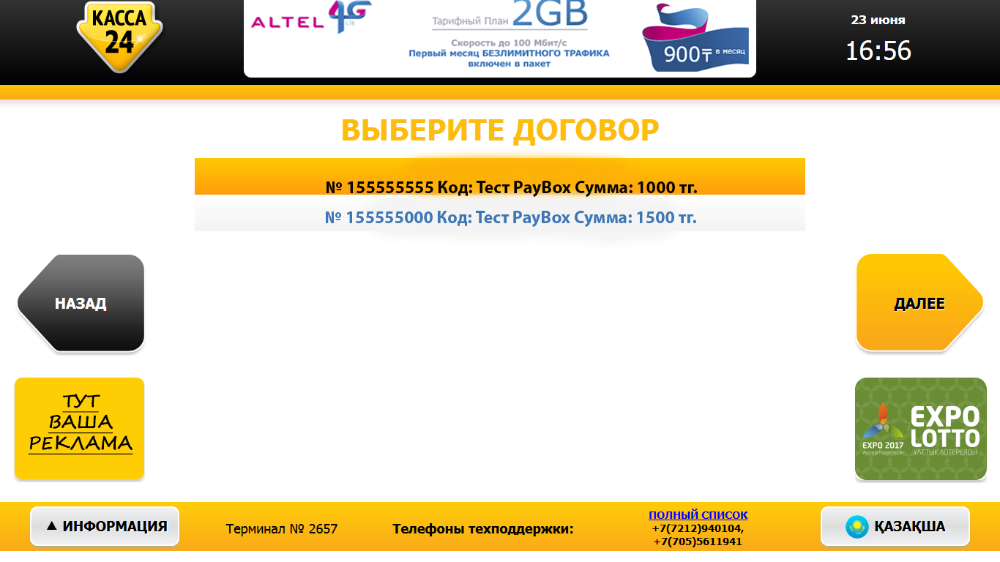 КАССА
24
ALTEL 4G
LTE
Тарифный План 2GB
Скорость до 100 Мбит/с
Первый месяц БЕЗЛИМИТНОГО ТРАФИКА
включен в пакет
900₸ в месяц
23 июня
16:56
ВЫБЕРИТЕ ДОГОВОР
№ 155555555 Код: Тест PayBox Сумма: 1000 тг.
№ 155555000 Код: Тест PayBox Сумма: 1500 тг.
НАЗАД
ДАЛЕЕ
ТУТ
ВАША
РЕКЛАМА
EXPO
LOTTO
ҰЛТТЫҚ ЛОТЕРЕЯСЫ
EXPO 2017
Astana Kazakhstan
▲ ИНФОРМАЦИЯ
Терминал № 2657
Телефоны техподдержки:
ПОЛНЫЙ СПИСОК
+7(7212)940104,
+7(705)5611941
ҚАЗАҚША